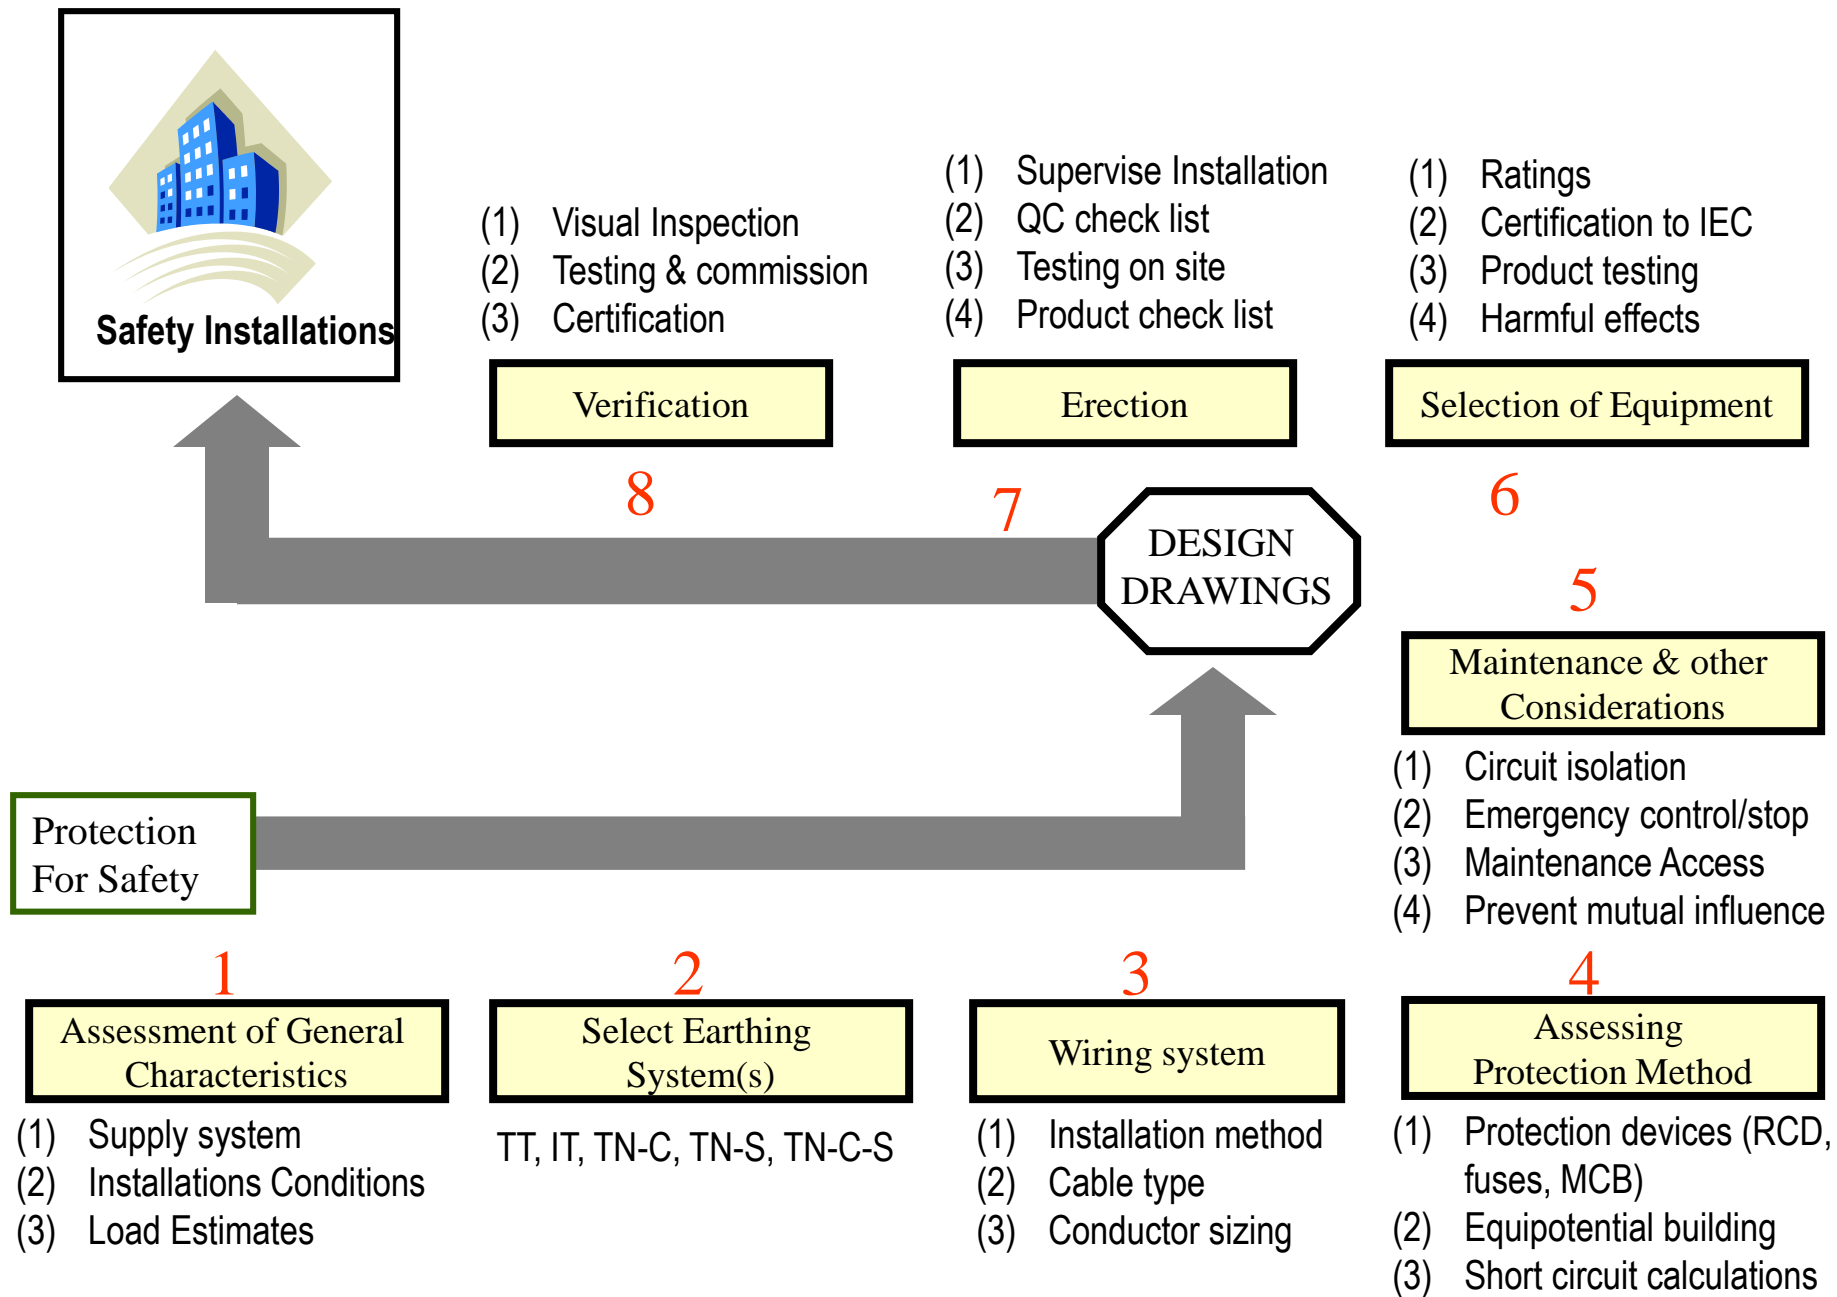 Safety Installations
(1) Visual Inspection
(2) Testing & commission
(3) Certification
Verification
8
(1) Supervise Installation
(2) QC check list
(3) Testing on site
(4) Product check list
Erection
7
(1) Ratings
(2) Certification to IEC
(3) Product testing
(4) Harmful effects
Selection of Equipment
6
DESIGN
DRAWINGS
5
Maintenance & other
Considerations
(1) Circuit isolation
(2) Emergency control/stop
(3) Maintenance Access
(4) Prevent mutual influence
Protection
For Safety
1
Assessment of General
Characteristics
(1) Supply system
(2) Installations Conditions
(3) Load Estimates
2
Select Earthing
System(s)
TT, IT, TN-C, TN-S, TN-C-S
3
Wiring system
(1) Installation method
(2) Cable type
(3) Conductor sizing
4
Assessing
Protection Method
(1) Protection devices (RCD,
fuses, MCB)
(2) Equipotential building
(3) Short circuit calculations